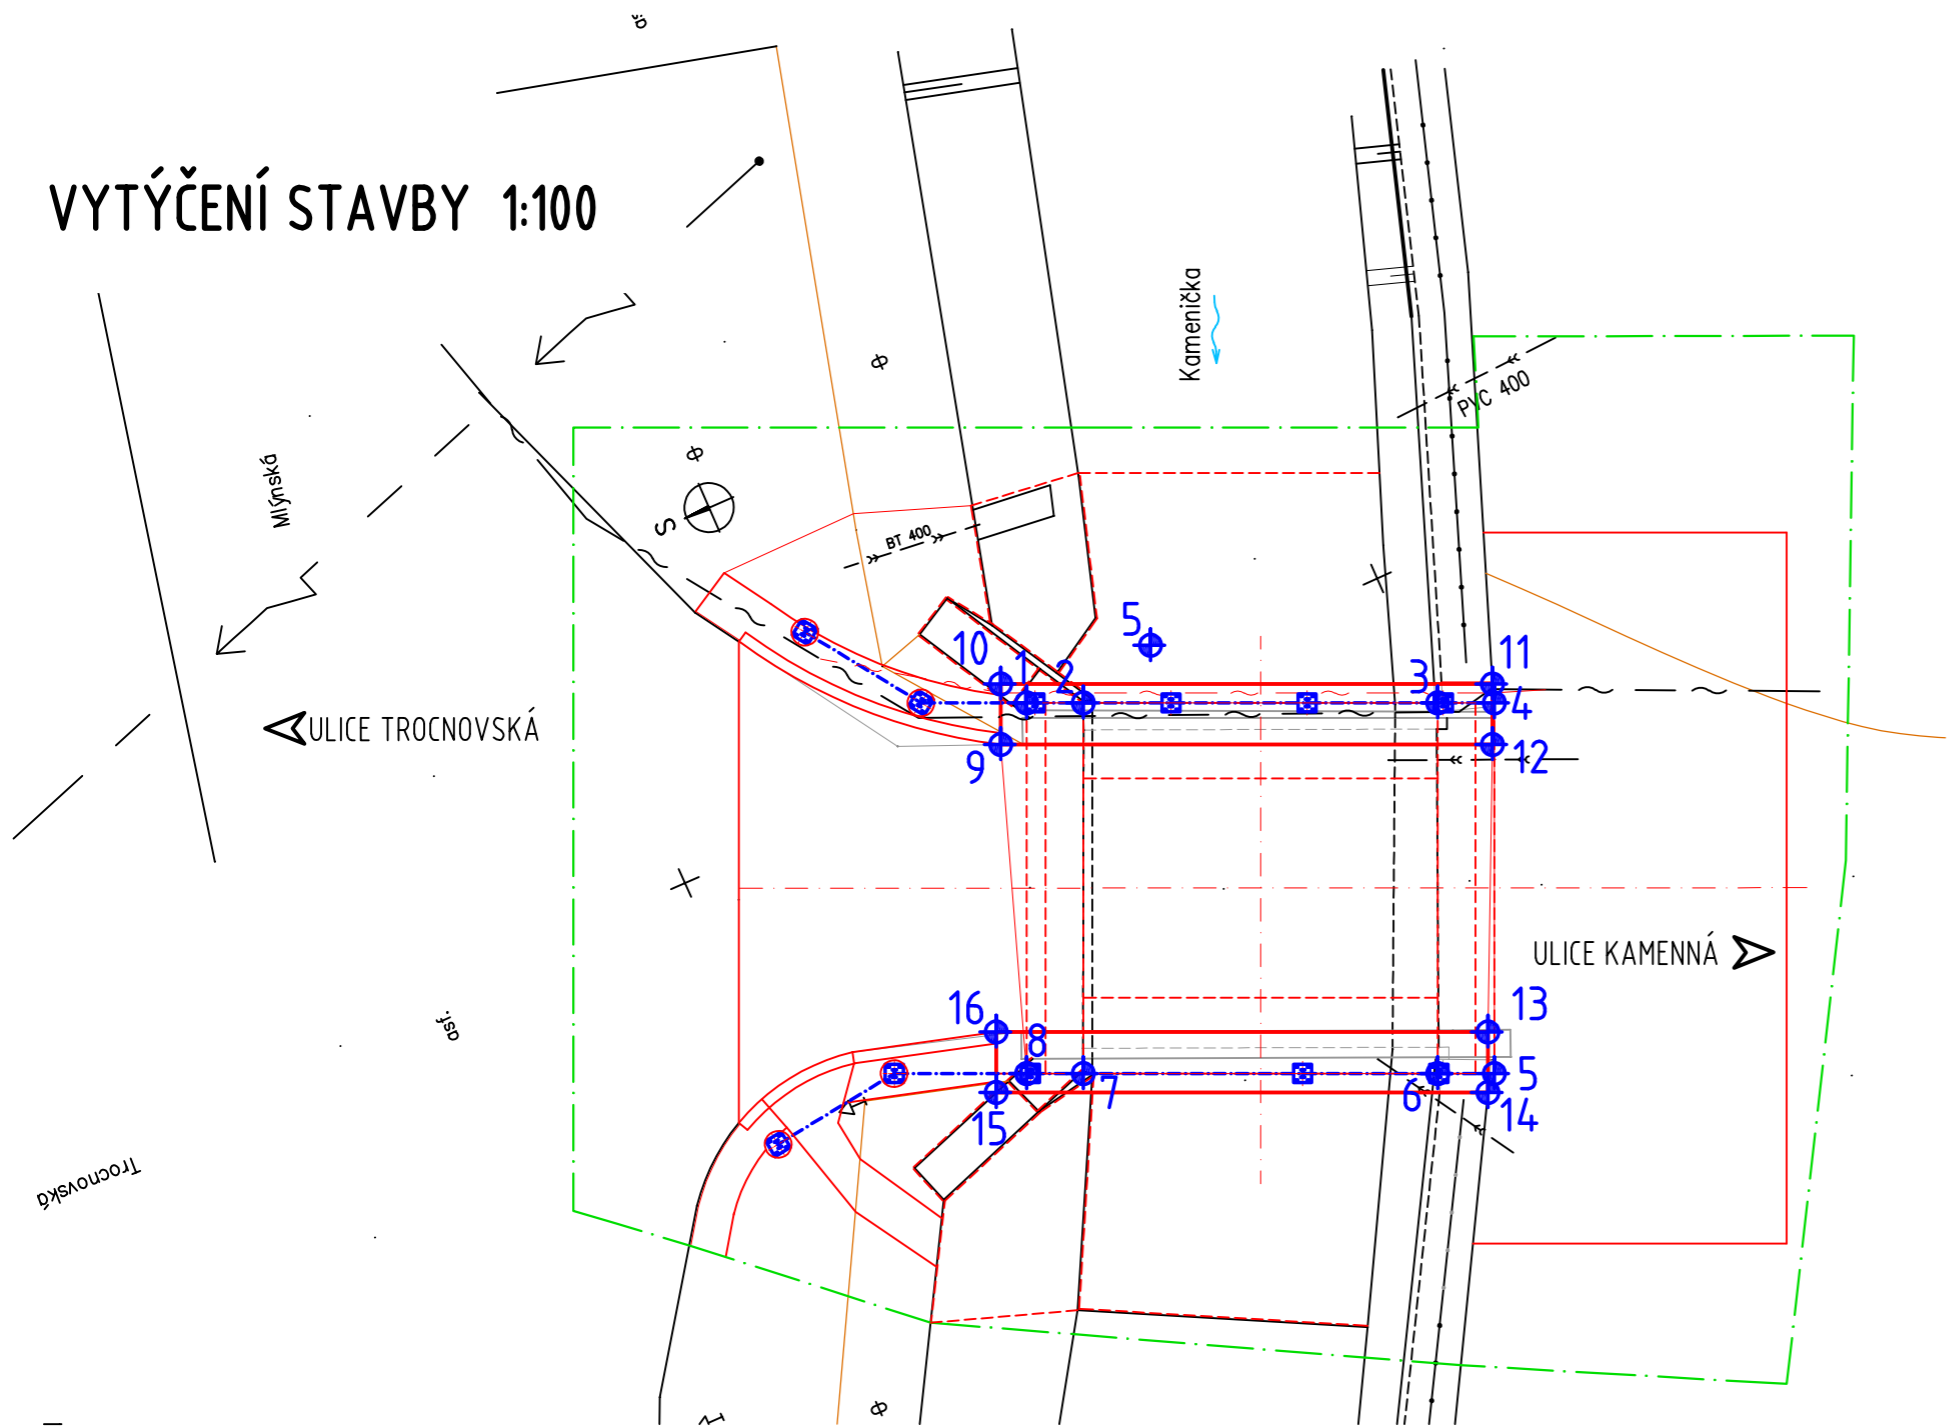 VYTÝČENÍ STAVBY 1:100
Kamenička
PVC 400
Mlýnská
S
BT 400
5
10
1
2
3
11
4
ULICE TROCNOVSKÁ
9
12
ULICE KAMENNÁ
16
8
13
asf.
7
6
5
15
14
Trocnovská